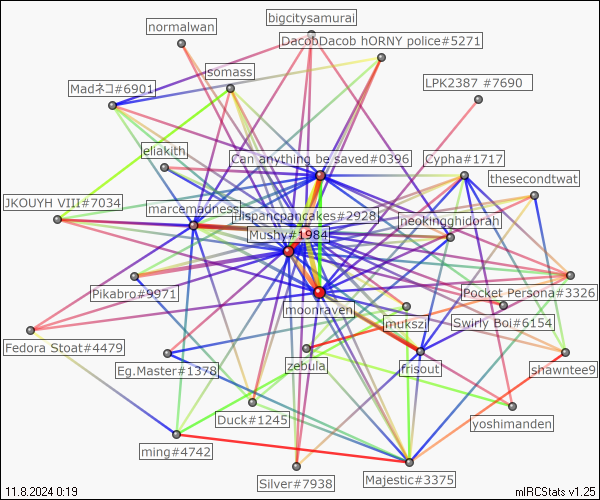 bigcitysamurai
normalwan
DacobDacob hORNY police#5271
somass
LPK2387 #7690
Madネコ#6901
eliakith
Can anything be saved#0396
Cypha#1717
thesecondtwat
JKOUYH VIII#7034
marcemadness
Hispancpancakes#2928
neokingghidorah
Mushy#1984
Pikabro#9971
Pocket Persona#3326
moonraven
mukszi
Swirly Boi#6154
Fedora Stoat#4479
Eg.Master#1378
zebula
frisout
shawntee9
Duck#1245
yoshimanden
ming#4742
Silver#7938
Majestic#3375
11.8.2024 0:19
mIRCStats v1.25